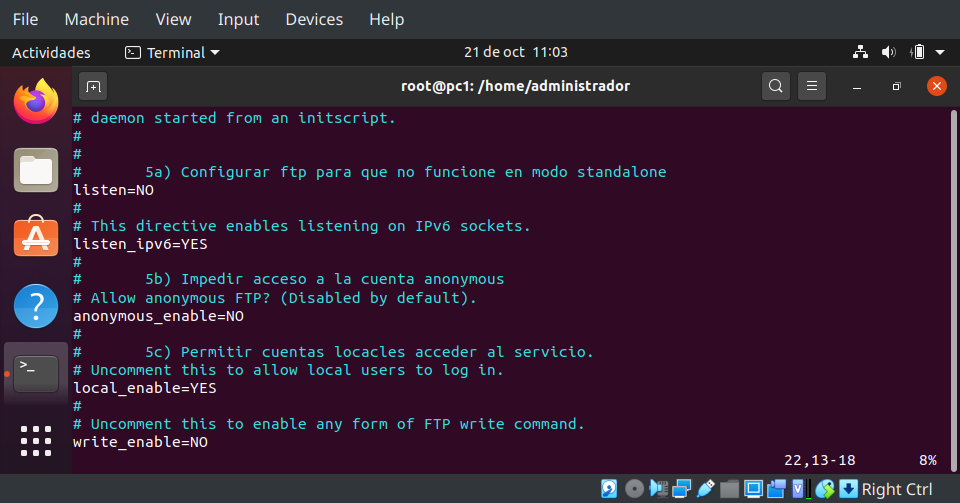 File Machine View Input Devices Help
Actividades Terminal 21 de oct 11:03
root@pc1: /home/administrador
# daemon started from an initscript.
#
#
# 5a) Configurar ftp para que no funcione en modo standalone
listen=NO
#
# This directive enables listening on IPv6 sockets.
listen_ipv6=YES
#
# 5b) Impedir acceso a la cuenta anonymous
# Allow anonymous FTP? (Disabled by default).
anonymous_enable=NO
#
# 5c) Permitir cuentas locacles acceder al servicio.
# Uncomment this to allow local users to log in.
local_enable=YES
#
# Uncomment this to enable any form of FTP write command.
write_enable=NO
22,13-18 8%
Right Ctrl